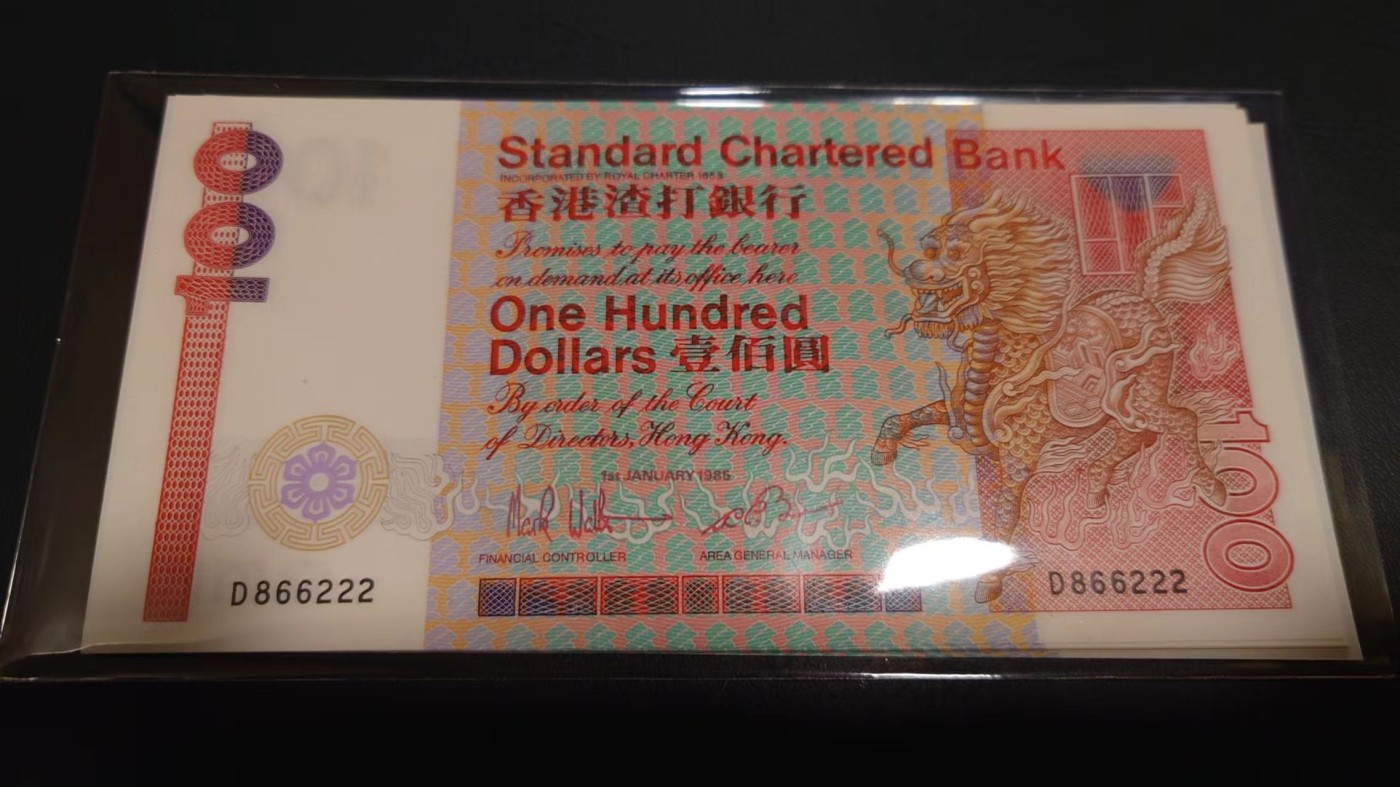 100
Standard Chartered Bank
INCORPORATED BY ROYAL CHARTER 1853
香港渣打銀行
Promises to pay the bearer
on demand at its office here
One Hundred
Dollars 壹佰圓
By order of the Court
of Directors, Hong Kong.
1st JANUARY 1985
FINANCIAL CONTROLLER AREA GENERAL MANAGER
D866222 D866222
100